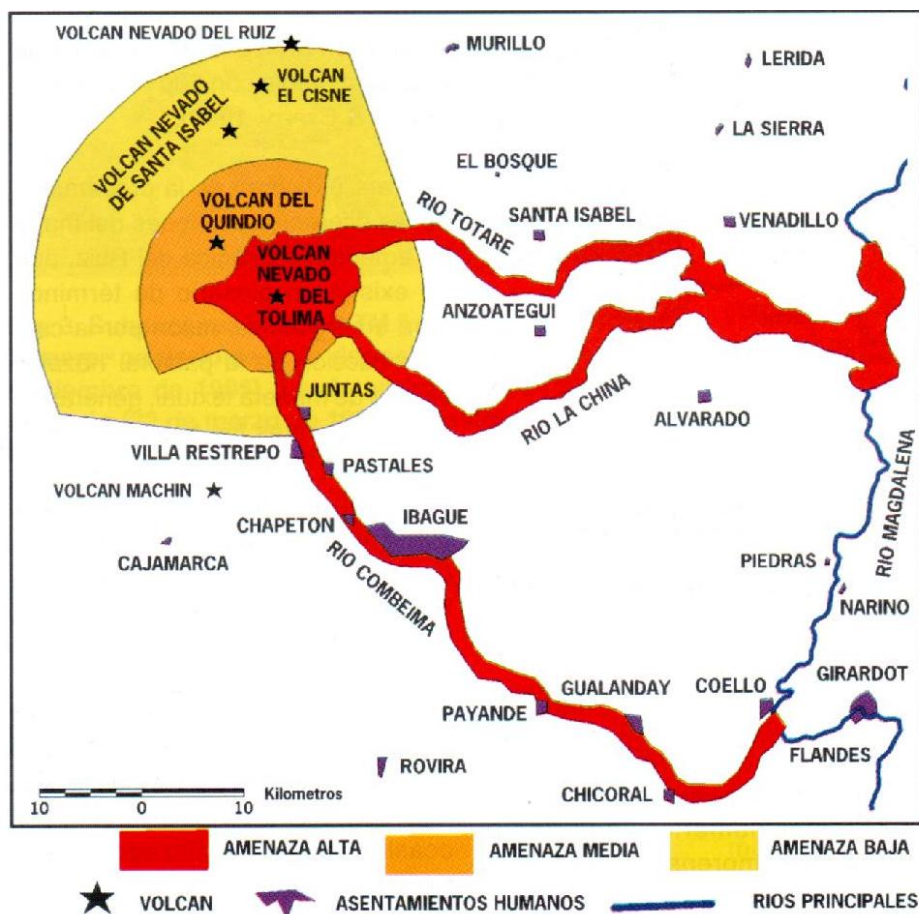 VOLCAN NEVADO DEL RUIZ
MURILLO
LERIDA
VOLCAN
EL CISNE
VOLCAN NEVADO
DE SANTA ISABEL
LA SIERRA
EL BOSQUE
VOLCAN DEL
QUINDIO
RIO TOTARE
SANTA ISABEL
VENADILLO
VOLCAN
NEVADO
DEL
TOLIMA
ANZOATEGUI
JUNTAS
RIO LA CHINA
ALVARADO
VILLA RESTREPO
PASTALES
RIO MAGDALENA
VOLCAN MACHIN
CHAPETON
IBAGUE
CAJAMARCA
RIO COMBEIMA
PIEDRAS
NARINO
GUALANDAY
COELLO
GIRARDOT
PAYANDE
FLANDES
ROVIRA
CHICORAL
Kilometros
10 0 10
AMENAZA ALTA AMENAZA MEDIA AMENAZA BAJA
VOLCAN ASENTAMIENTOS HUMANOS RIOS PRINCIPALES